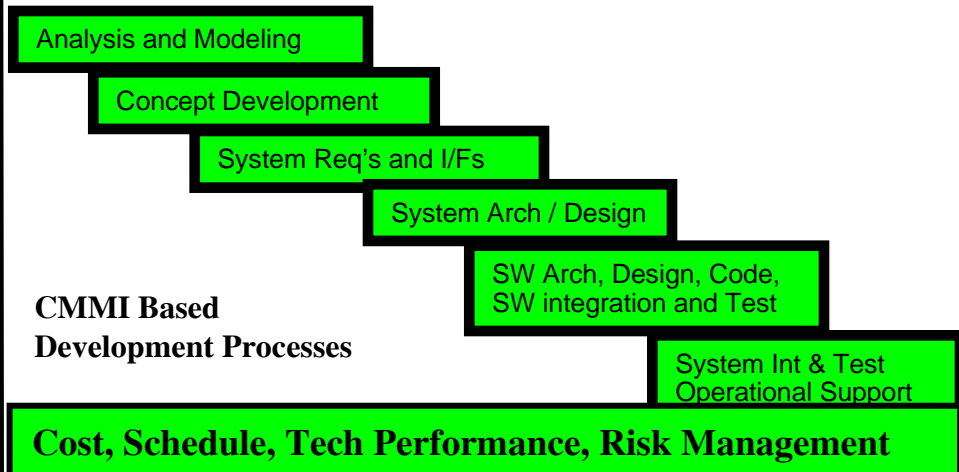 Analysis and Modeling
Concept Development
System Req's and I/Fs
System Arch / Design
SW Arch, Design, Code,
SW integration and Test
CMMI Based
Development Processes
System Int & Test
Operational Support
Cost, Schedule, Tech Performance, Risk Management